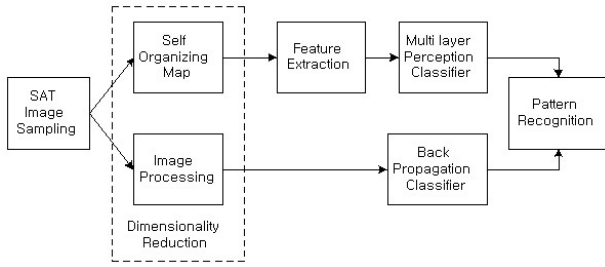 SAT
Image
Sampling
Self
Organizing
Map
Feature
Extraction
Multi layer
Perception
Classifier
Pattern
Recognition
Image
Processing
Back
Propagation
Classifier
Dimensionality
Reduction